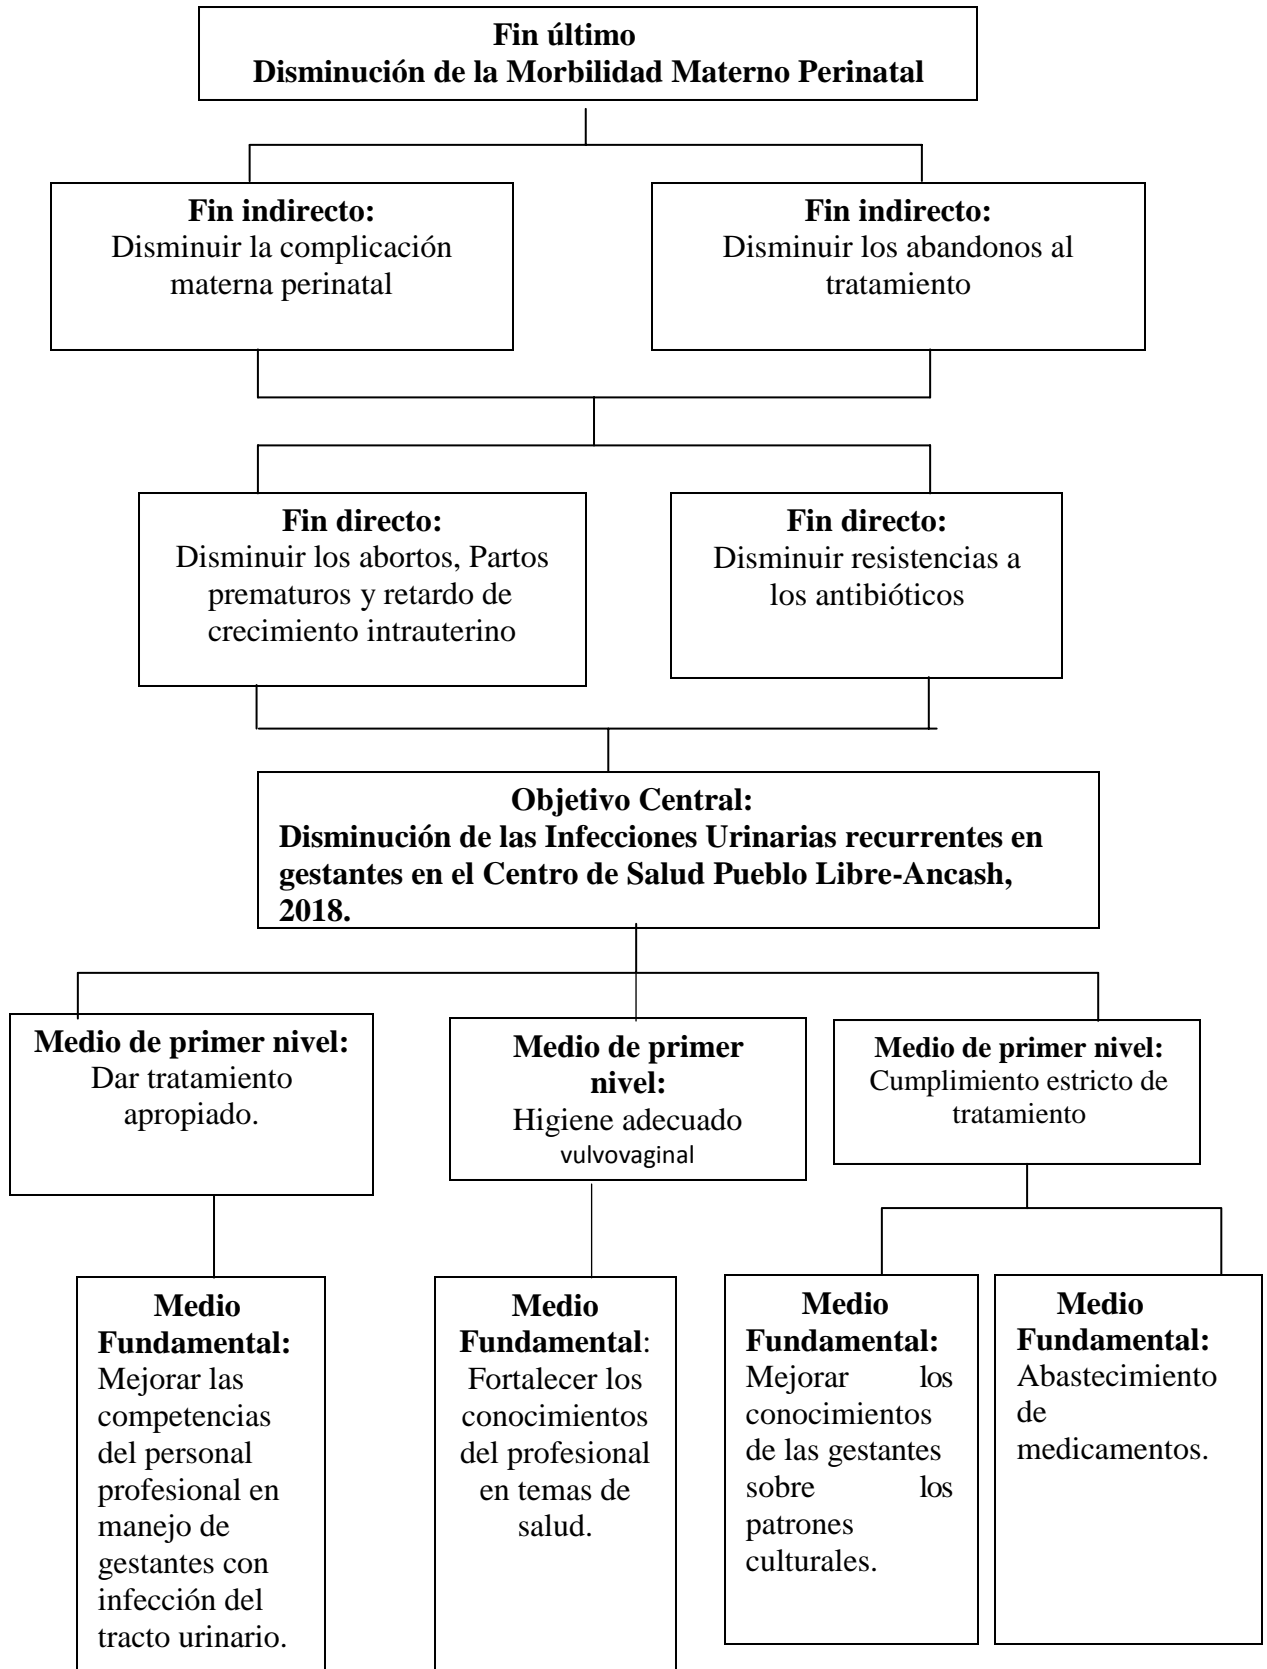 Fin último
Disminución de la Morbilidad Materno Perinatal
Fin indirecto:
Disminuir la complicación
materna perinatal
Fin indirecto:
Disminuir los abandonos al
tratamiento
Fin directo:
Disminuir los abortos, Partos
prematuros y retardo de
crecimiento intrauterino
Fin directo:
Disminuir resistencias a
los antibióticos
Objetivo Central:
Disminución de las Infecciones Urinarias recurrentes en
gestantes en el Centro de Salud Pueblo Libre-Ancash,
2018.
Medio de primer nivel:
Dar tratamiento
apropiado.
Medio de primer
nivel:
Higiene adecuado
vulvovaginal
Medio de primer nivel:
Cumplimiento estricto de
tratamiento
Medio
Fundamental:
Mejorar las
competencias
del personal
profesional en
manejo de
gestantes con
infección del
tracto urinario.
Medio
Fundamental:
Fortalecer los
conocimientos
del profesional
en temas de
salud.
Medio
Fundamental:
Mejorar los
conocimientos
de las gestantes
sobre los
patrones
culturales.
Medio
Fundamental:
Abastecimiento
de
medicamentos.